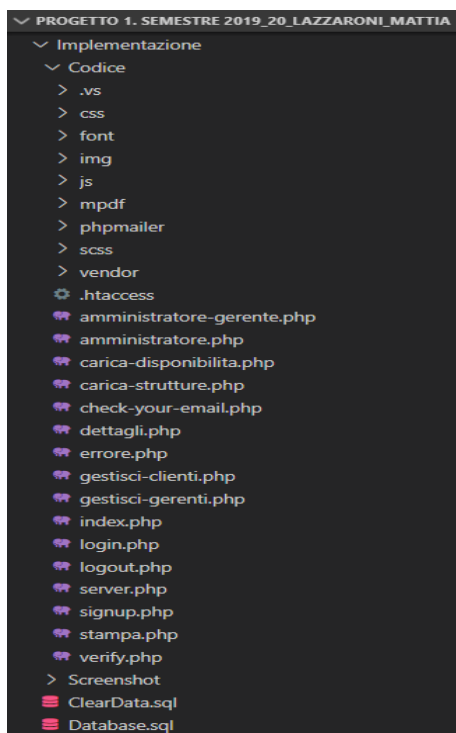 PROGETTO 1. SEMESTRE 2019_20_LAZZARONI_MATTIA
Implementazione
Codice
.vs
css
font
img
js
mpdf
phpmailer
scss
vendor
.htaccess
amministratore-gerente.php
amministratore.php
carica-disponibilita.php
carica-strutture.php
check-your-email.php
dettagli.php
errore.php
gestisci-clienti.php
gestisci-gerenti.php
index.php
login.php
logout.php
server.php
signup.php
stampa.php
verify.php
Screenshot
ClearData.sql
Database.sql